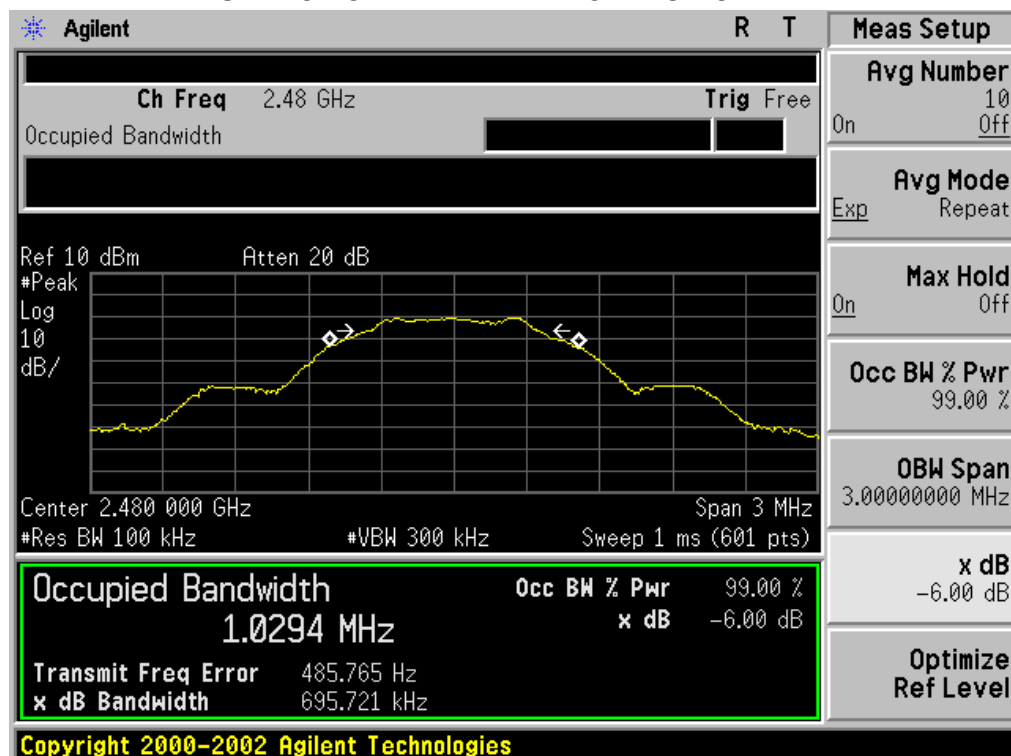 Agilent R T
Ch Freq 2.48 GHz Trig Free
Occupied Bandwidth
Ref 10 dBm Atten 20 dB
#Peak
Log
10
dB/
Center 2.480 000 GHz Span 3 MHz
#Res BW 100 kHz #VBW 300 kHz Sweep 1 ms (601 pts)
Occupied Bandwidth Occ BW % Pwr 99.00 %
1.0294 MHz x dB -6.00 dB
Transmit Freq Error 485.765 Hz
x dB Bandwidth 695.721 kHz
Copyright 2000-2002 Agilent Technologies
Meas Setup
Avg Number
10
On Off
Avg Mode
Exp Repeat
Max Hold
On Off
Occ BW % Pwr
99.00 %
OBW Span
3.00000000 MHz
x dB
-6.00 dB
Optimize
Ref Level